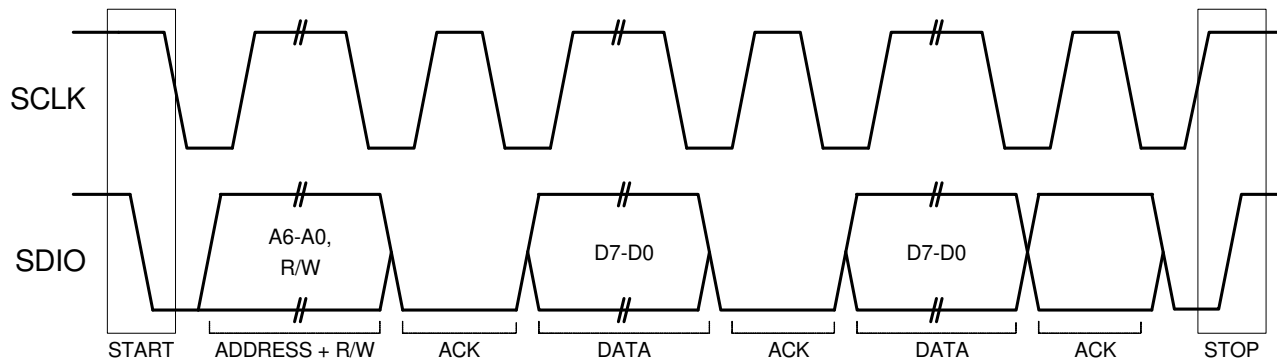 SCLK
SDIO
A6-A0,
R/W
D7-D0
D7-D0
START
ADDRESS + R/W
ACK
DATA
ACK
DATA
ACK
STOP